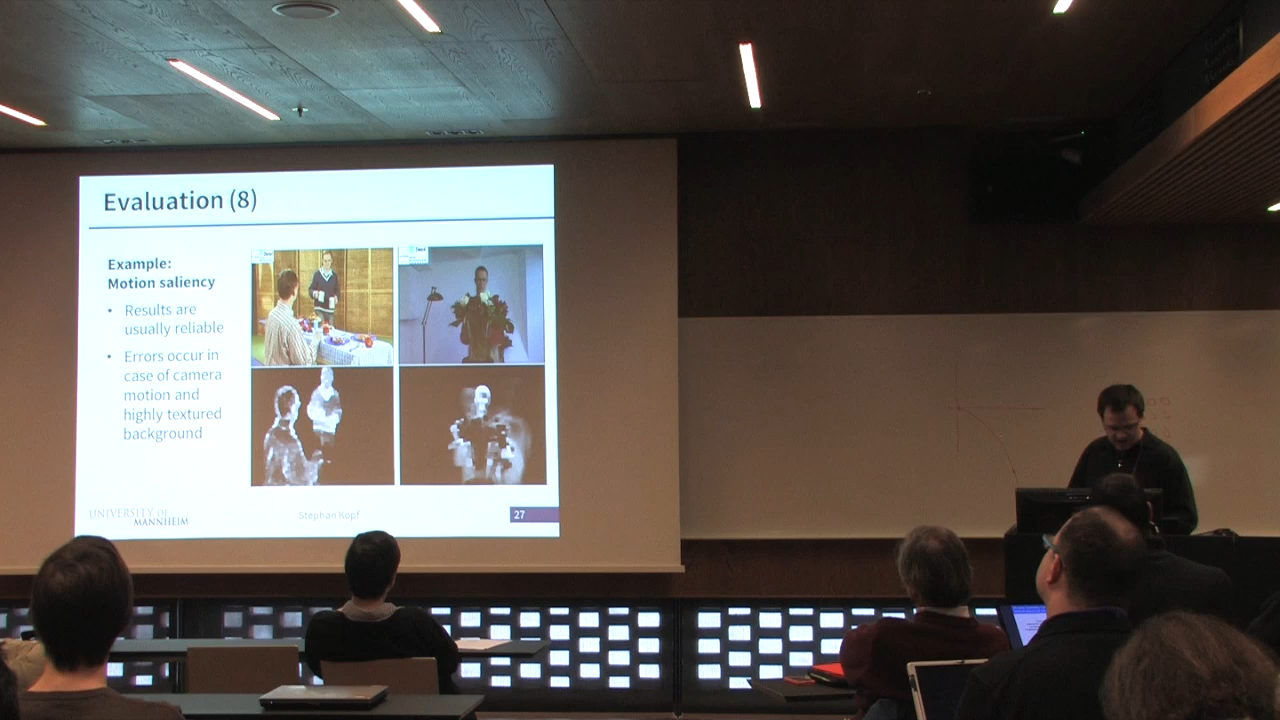 Evaluation (8)
Example:
Motion saliency
• Results are
usually reliable
• Errors occur in
case of camera
motion and
highly textured
background
UNIVERSITY OF
MANNHEIM
Stephan Kopf
27